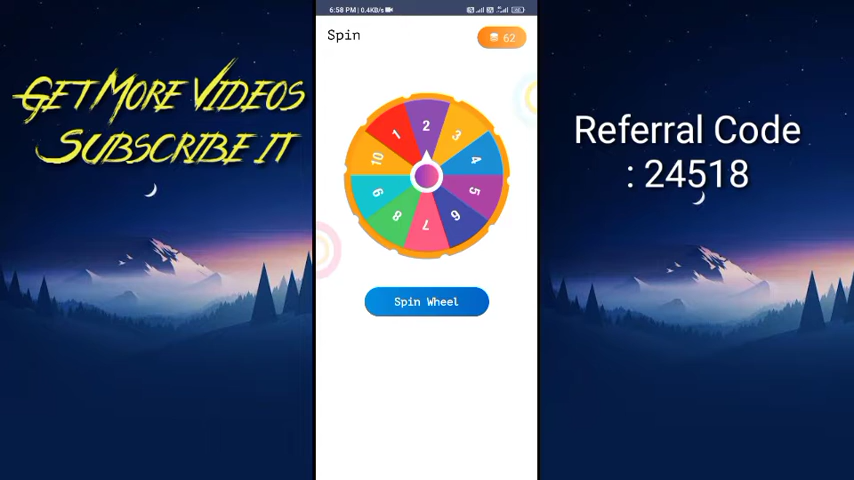 6:58 PM | 0.4KB/s
Spin
62
GET MORE VIDEOS
SUBSCRIBE IT
Referral Code
: 24518
1
2
3
4
5
6
7
8
9
10
Spin Wheel